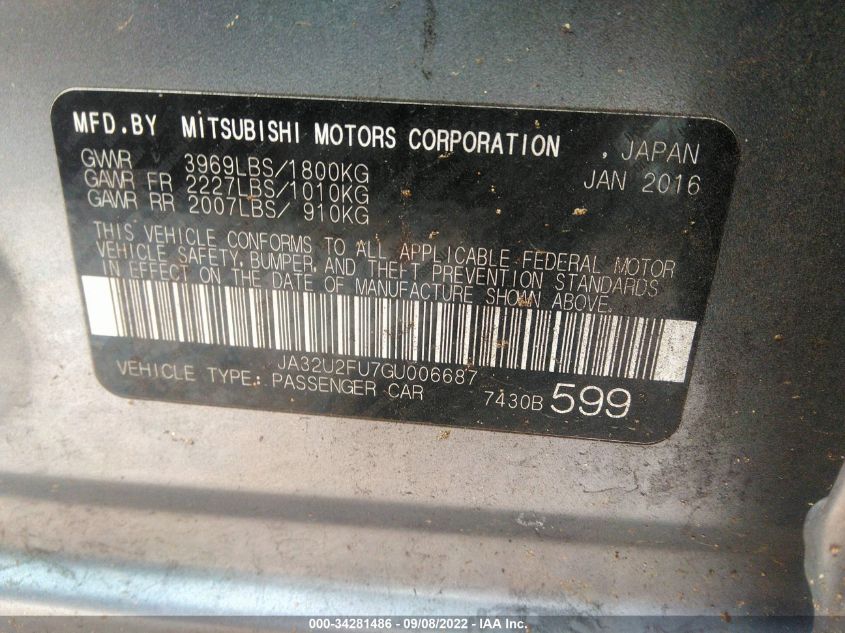 MFD.BY MITSUBISHI MOTORS CORPORATION , JAPAN
GVWR 3969LBS/1800KG JAN 2016
GAWR FR 2227LBS/1010KG
GAWR RR 2007LBS/ 910KG
THIS VEHICLE CONFORMS TO ALL APPLICABLE FEDERAL MOTOR
VEHICLE SAFETY, BUMPER, AND THEFT PREVENTION STANDARDS
IN EFFECT ON THE DATE OF MANUFACTURE SHOWN ABOVE.
JA32U2FU7GU006687
VEHICLE TYPE: PASSENGER CAR 7430B 599
000-34281486 - 09/08/2022 - IAA Inc.